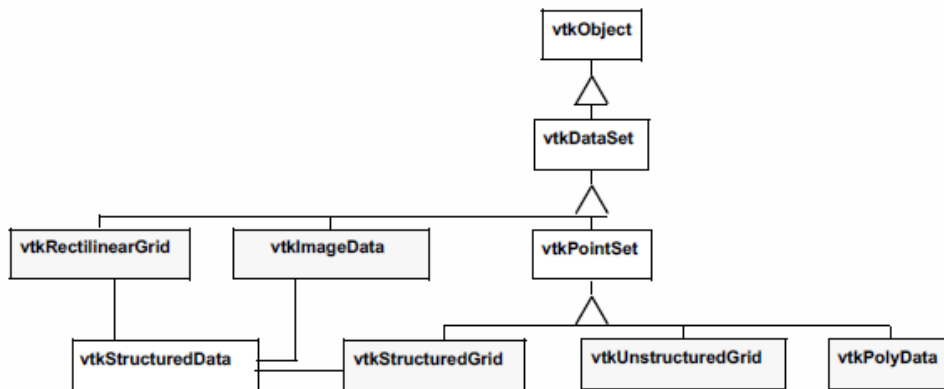 vtkObject
vtkDataSet
vtkRectilinearGrid
vtkImageData
vtkPointSet
vtkStructuredData
vtkStructuredGrid
vtkUnstructuredGrid
vtkPolyData